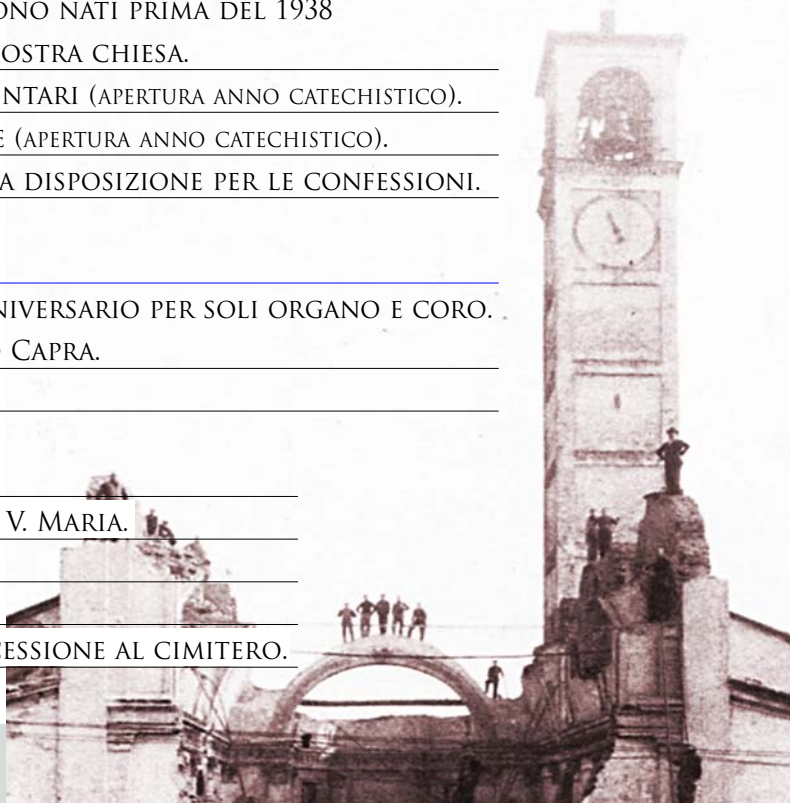 ONO NATI PRIMA DEL 1938
OSTRA CHIESA.
NTARI (APERTURA ANNO CATECHISTICO).
E (APERTURA ANNO CATECHISTICO).
A DISPOSIZIONE PER LE CONFESSIONI.
NIVERSARIO PER SOLI ORGANO E CORO.
O CAPRA.
V. MARIA.
CESSIONE AL CIMITERO.